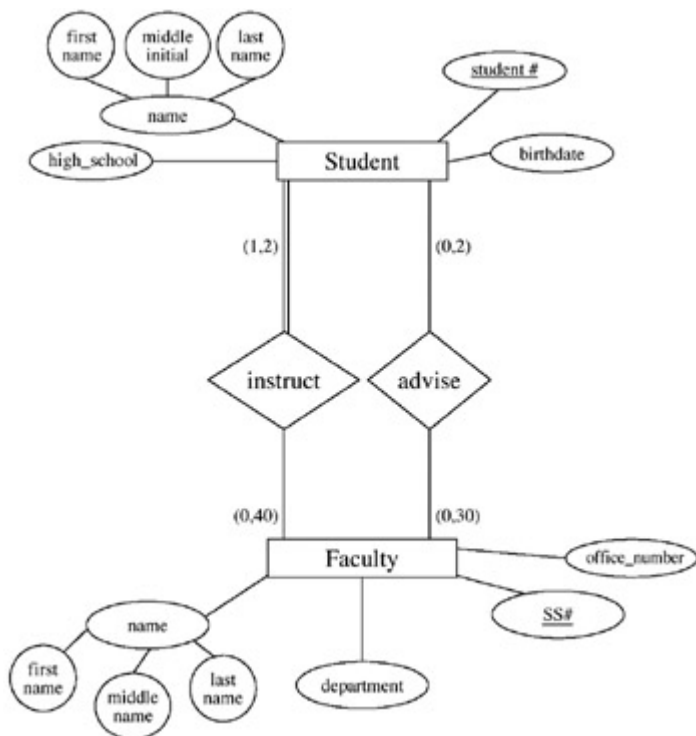 first
name
middle
initial
last
name
name
student #
high_school
Student
birthdate
(1,2)
(0,2)
instruct
advise
(0,40)
(0,30)
Faculty
office_number
name
SS#
first
name
middle
name
last
name
department